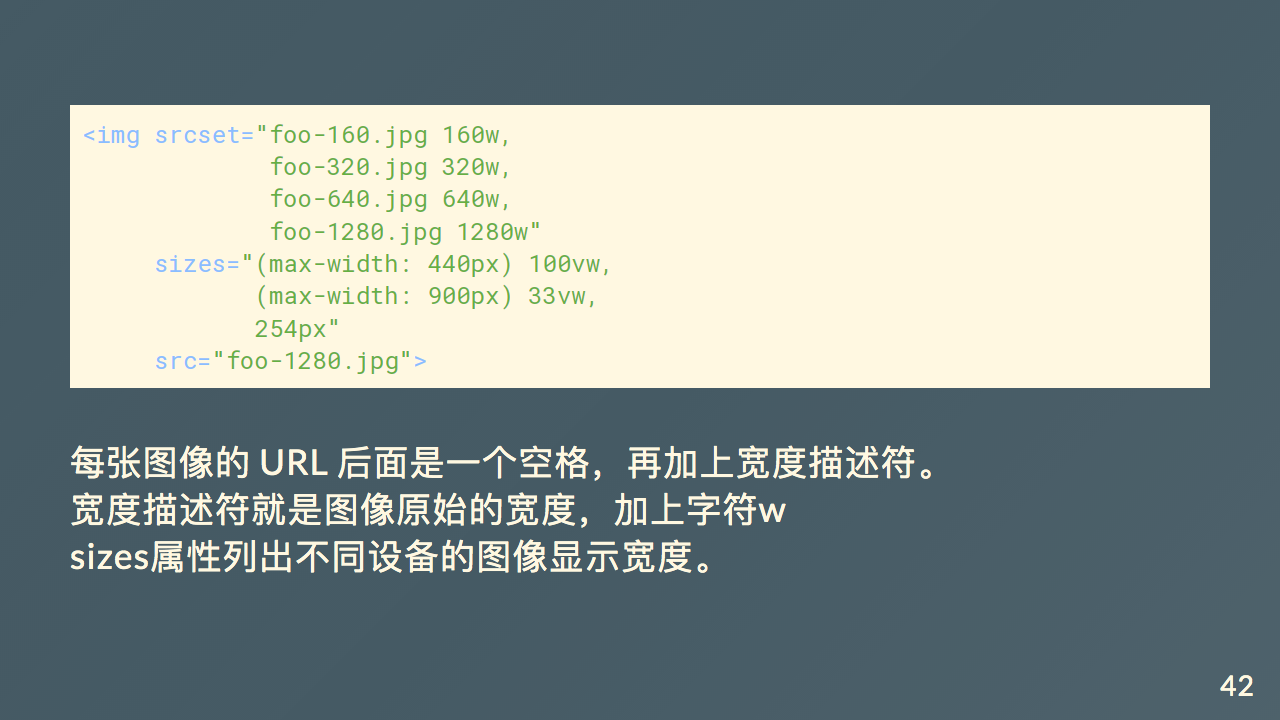 <img srcset="foo-160.jpg 160w,
foo-320.jpg 320w,
foo-640.jpg 640w,
foo-1280.jpg 1280w"
sizes="(max-width: 440px) 100vw,
(max-width: 900px) 33vw,
254px"
src="foo-1280.jpg">
每张图像的 URL 后面是一个空格，再加上宽度描述符。
宽度描述符就是图像原始的宽度，加上字符w
sizes属性列出不同设备的图像显示宽度。
42